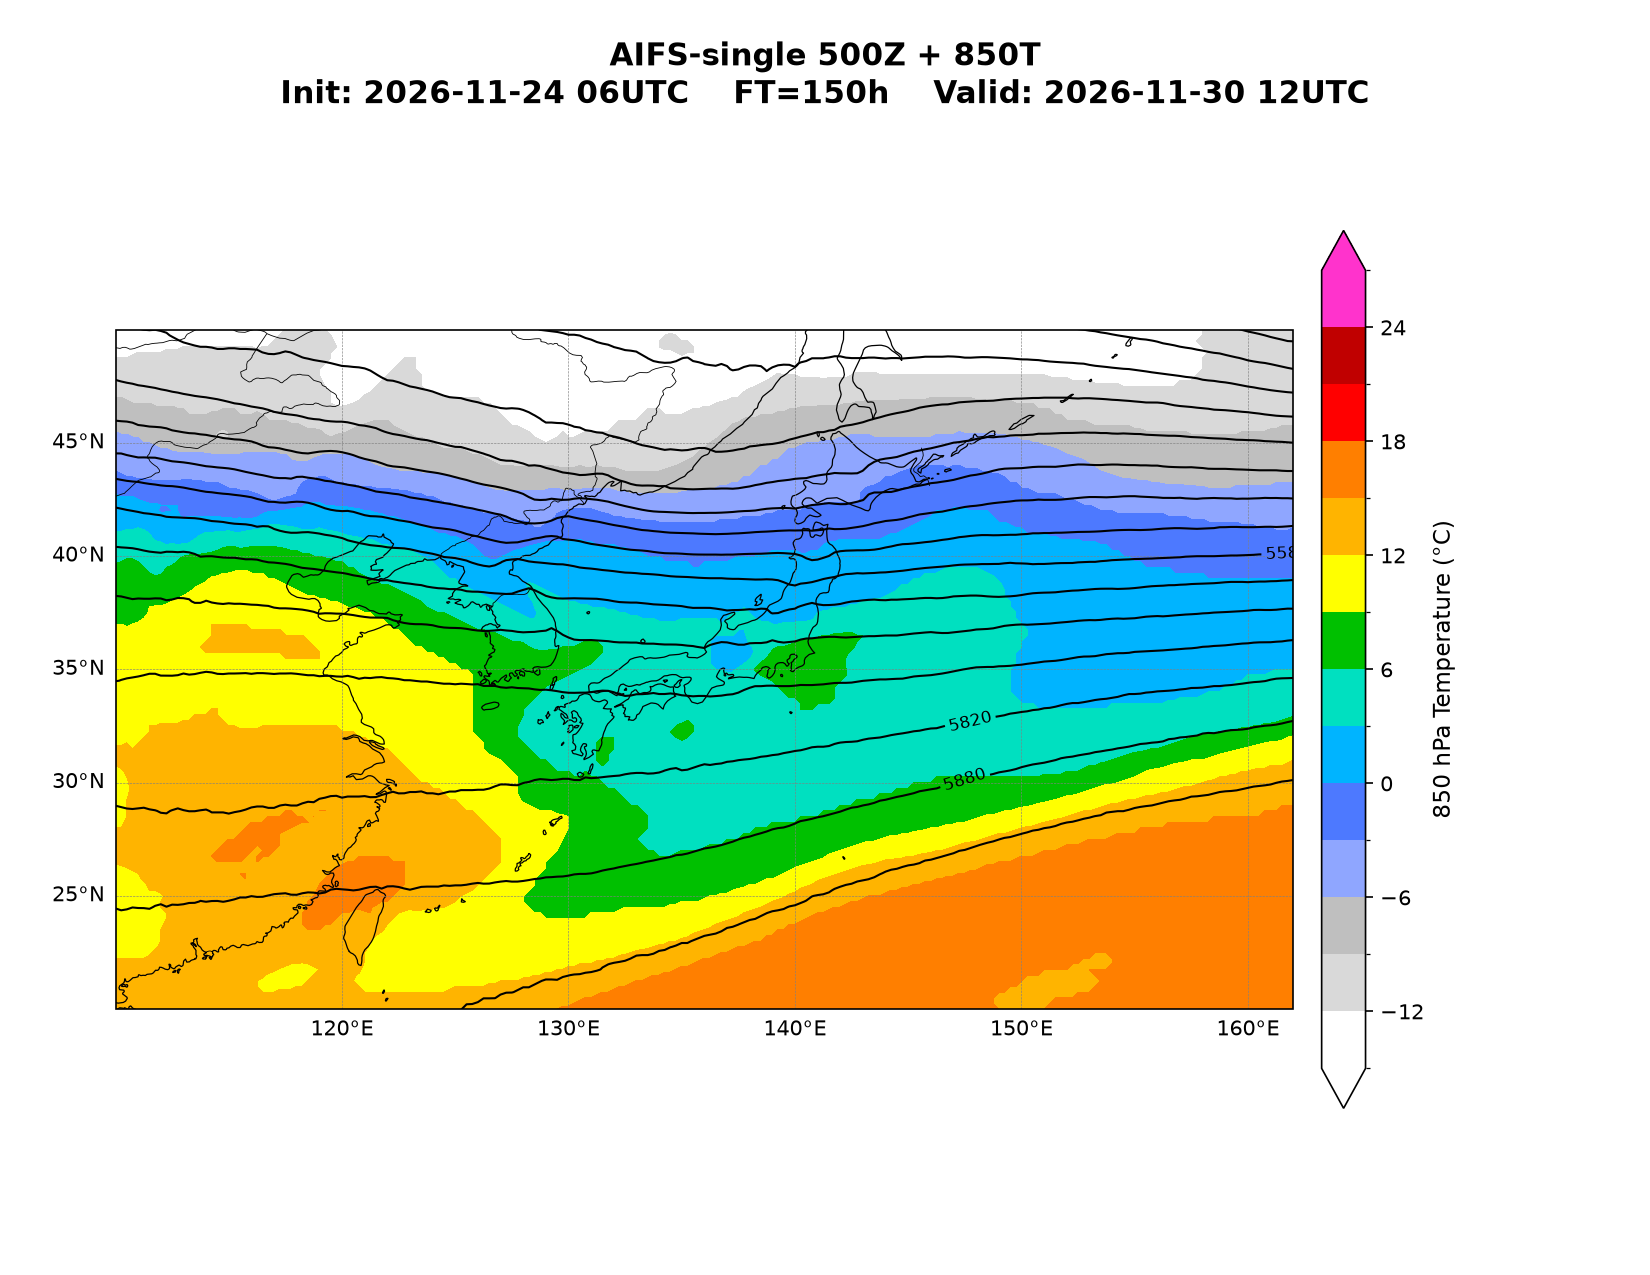 AIFS-single 500Z + 850T
Init: 2026-11-24 06UTC    FT=150h    Valid: 2026-11-30 12UTC
24
18
12
6
0
−6
−12
850 hPa Temperature (°C)
45°N
40°N
35°N
30°N
25°N
558
5820
5880
120°E
130°E
140°E
150°E
160°E